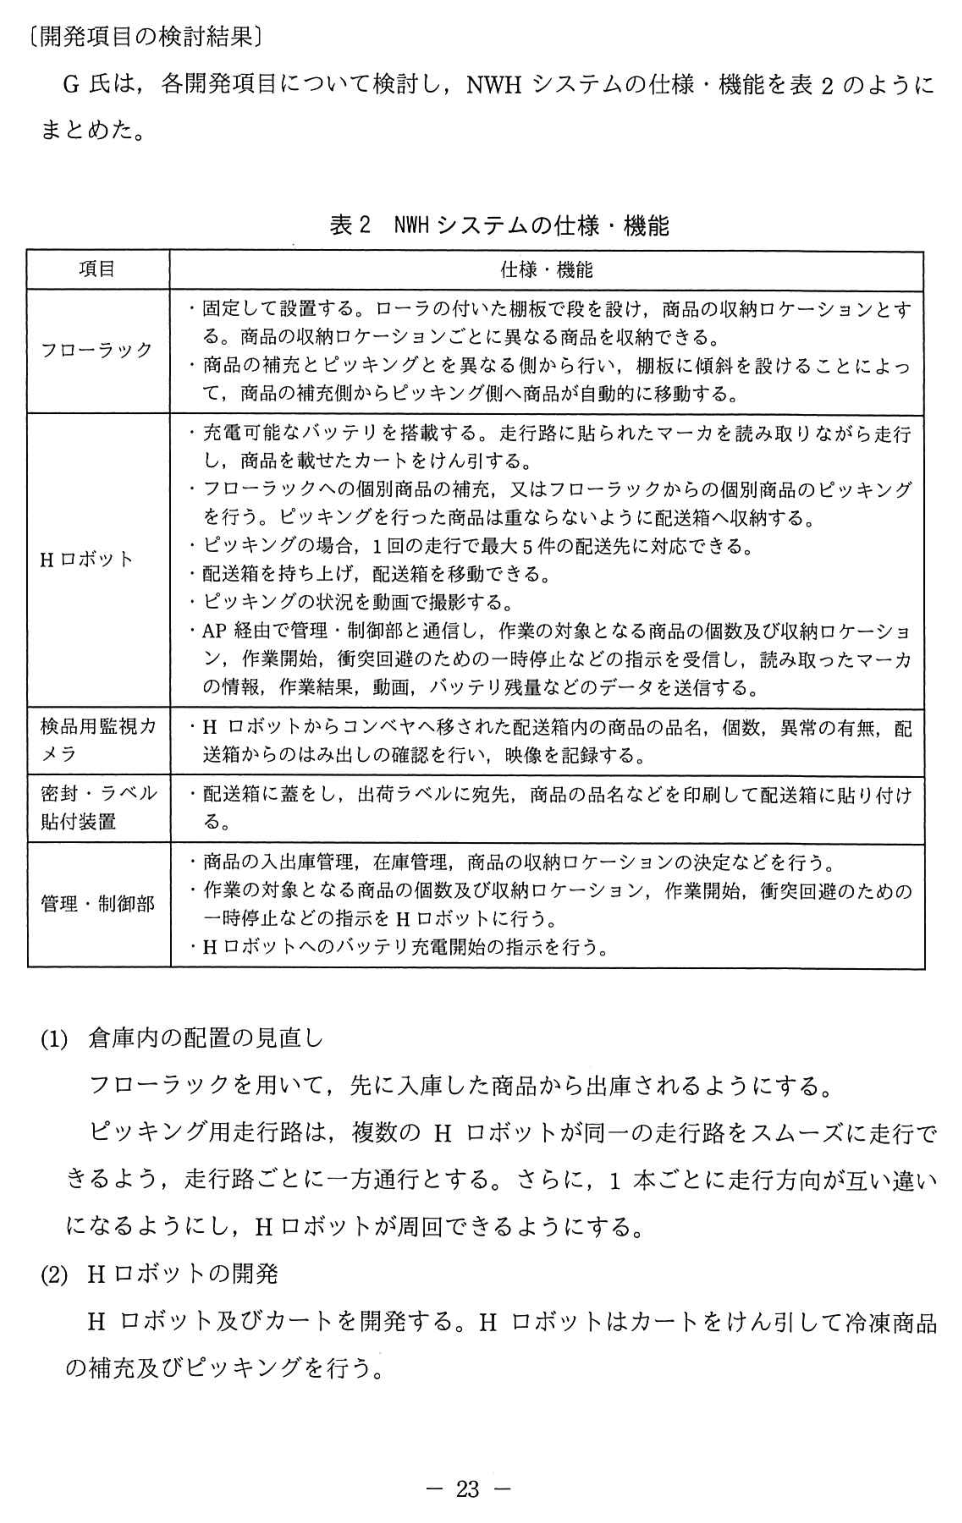 〔開発項目の検討結果〕
G 氏は，各開発項目について検討し，NWH システムの仕様・機能を表 2 のように
まとめた。
表 2　NWH システムの仕様・機能
項目
仕様・機能
フローラック
・固定して設置する。ローラの付いた棚板で段を設け，商品の収納ロケーションとす
る。商品の収納ロケーションごとに異なる商品を収納できる。
・商品の補充とピッキングとを異なる側から行い，棚板に傾斜を設けることによっ
て，商品の補充側からピッキング側へ商品が自動的に移動する。
H ロボット
・充電可能なバッテリを搭載する。走行路に貼られたマーカを読み取りながら走行
し，商品を載せたカートをけん引する。
・フローラックへの個別商品の補充，又はフローラックからの個別商品のピッキング
を行う。ピッキングを行った商品は重ならないように配送箱へ収納する。
・ピッキングの場合，1 回の走行で最大 5 件の配送先に対応できる。
・配送箱を持ち上げ，配送箱を移動できる。
・ピッキングの状況を動画で撮影する。
・AP 経由で管理・制御部と通信し，作業の対象となる商品の個数及び収納ロケーショ
ン，作業開始，衝突回避のための一時停止などの指示を受信し，読み取ったマーカ
の情報，作業結果，動画，バッテリ残量などのデータを送信する。
検品用監視カ
メラ
・H ロボットからコンベヤへ移された配送箱内の商品の品名，個数，異常の有無，配
送箱からのはみ出しの確認を行い，映像を記録する。
密封・ラベル
貼付装置
・配送箱に蓋をし，出荷ラベルに宛先，商品の品名などを印刷して配送箱に貼り付け
る。
管理・制御部
・商品の入出庫管理，在庫管理，商品の収納ロケーションの決定などを行う。
・作業の対象となる商品の個数及び収納ロケーション，作業開始，衝突回避のための
一時停止などの指示を H ロボットに行う。
・H ロボットへのバッテリ充電開始の指示を行う。
(1)　倉庫内の配置の見直し
フローラックを用いて，先に入庫した商品から出庫されるようにする。
ピッキング用走行路は，複数の H ロボットが同一の走行路をスムーズに走行で
きるよう，走行路ごとに一方通行とする。さらに，1 本ごとに走行方向が互い違い
になるようにし，H ロボットが周回できるようにする。
(2)　H ロボットの開発
H ロボット及びカートを開発する。H ロボットはカートをけん引して冷凍商品
の補充及びピッキングを行う。
－ 23 －